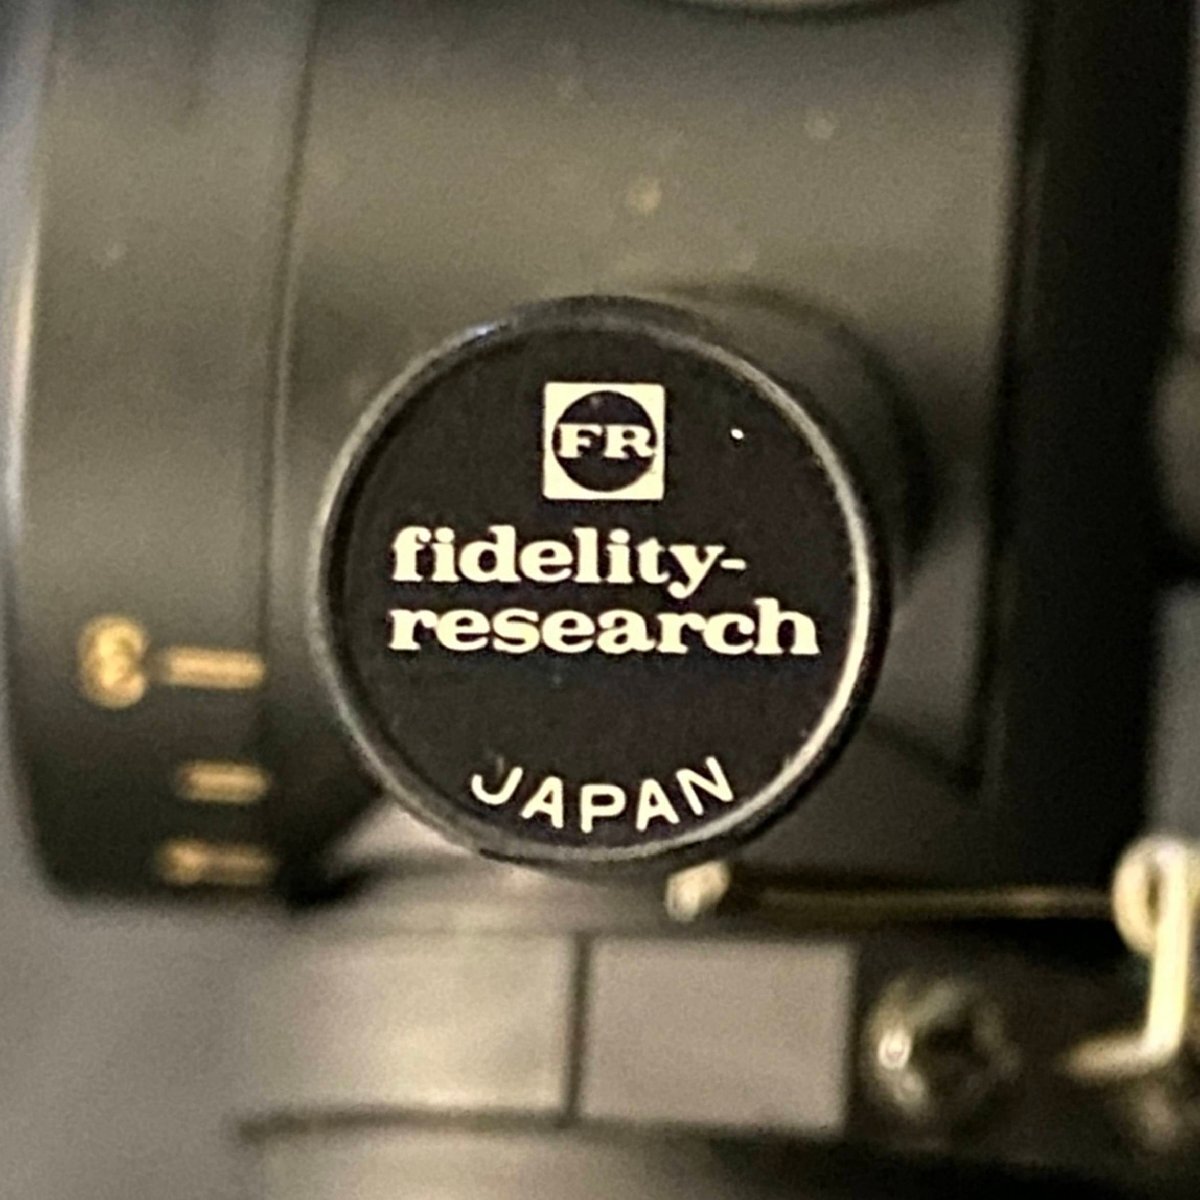 FR
fidelity-
research
JAPAN